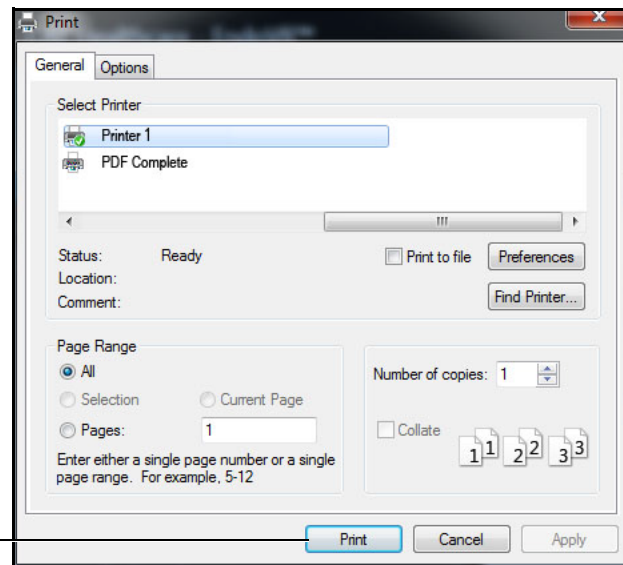 Print
General Options
Select Printer
Printer 1
PDF Complete
Status: Ready
Print to file
Preferences
Location:
Comment:
Find Printer...
Page Range
All
Selection
Current Page
Pages: 1
Enter either a single page number or a single
page range. For example, 5-12
Number of copies: 1
Collate
1 1 2 2 3 3
Print Cancel Apply